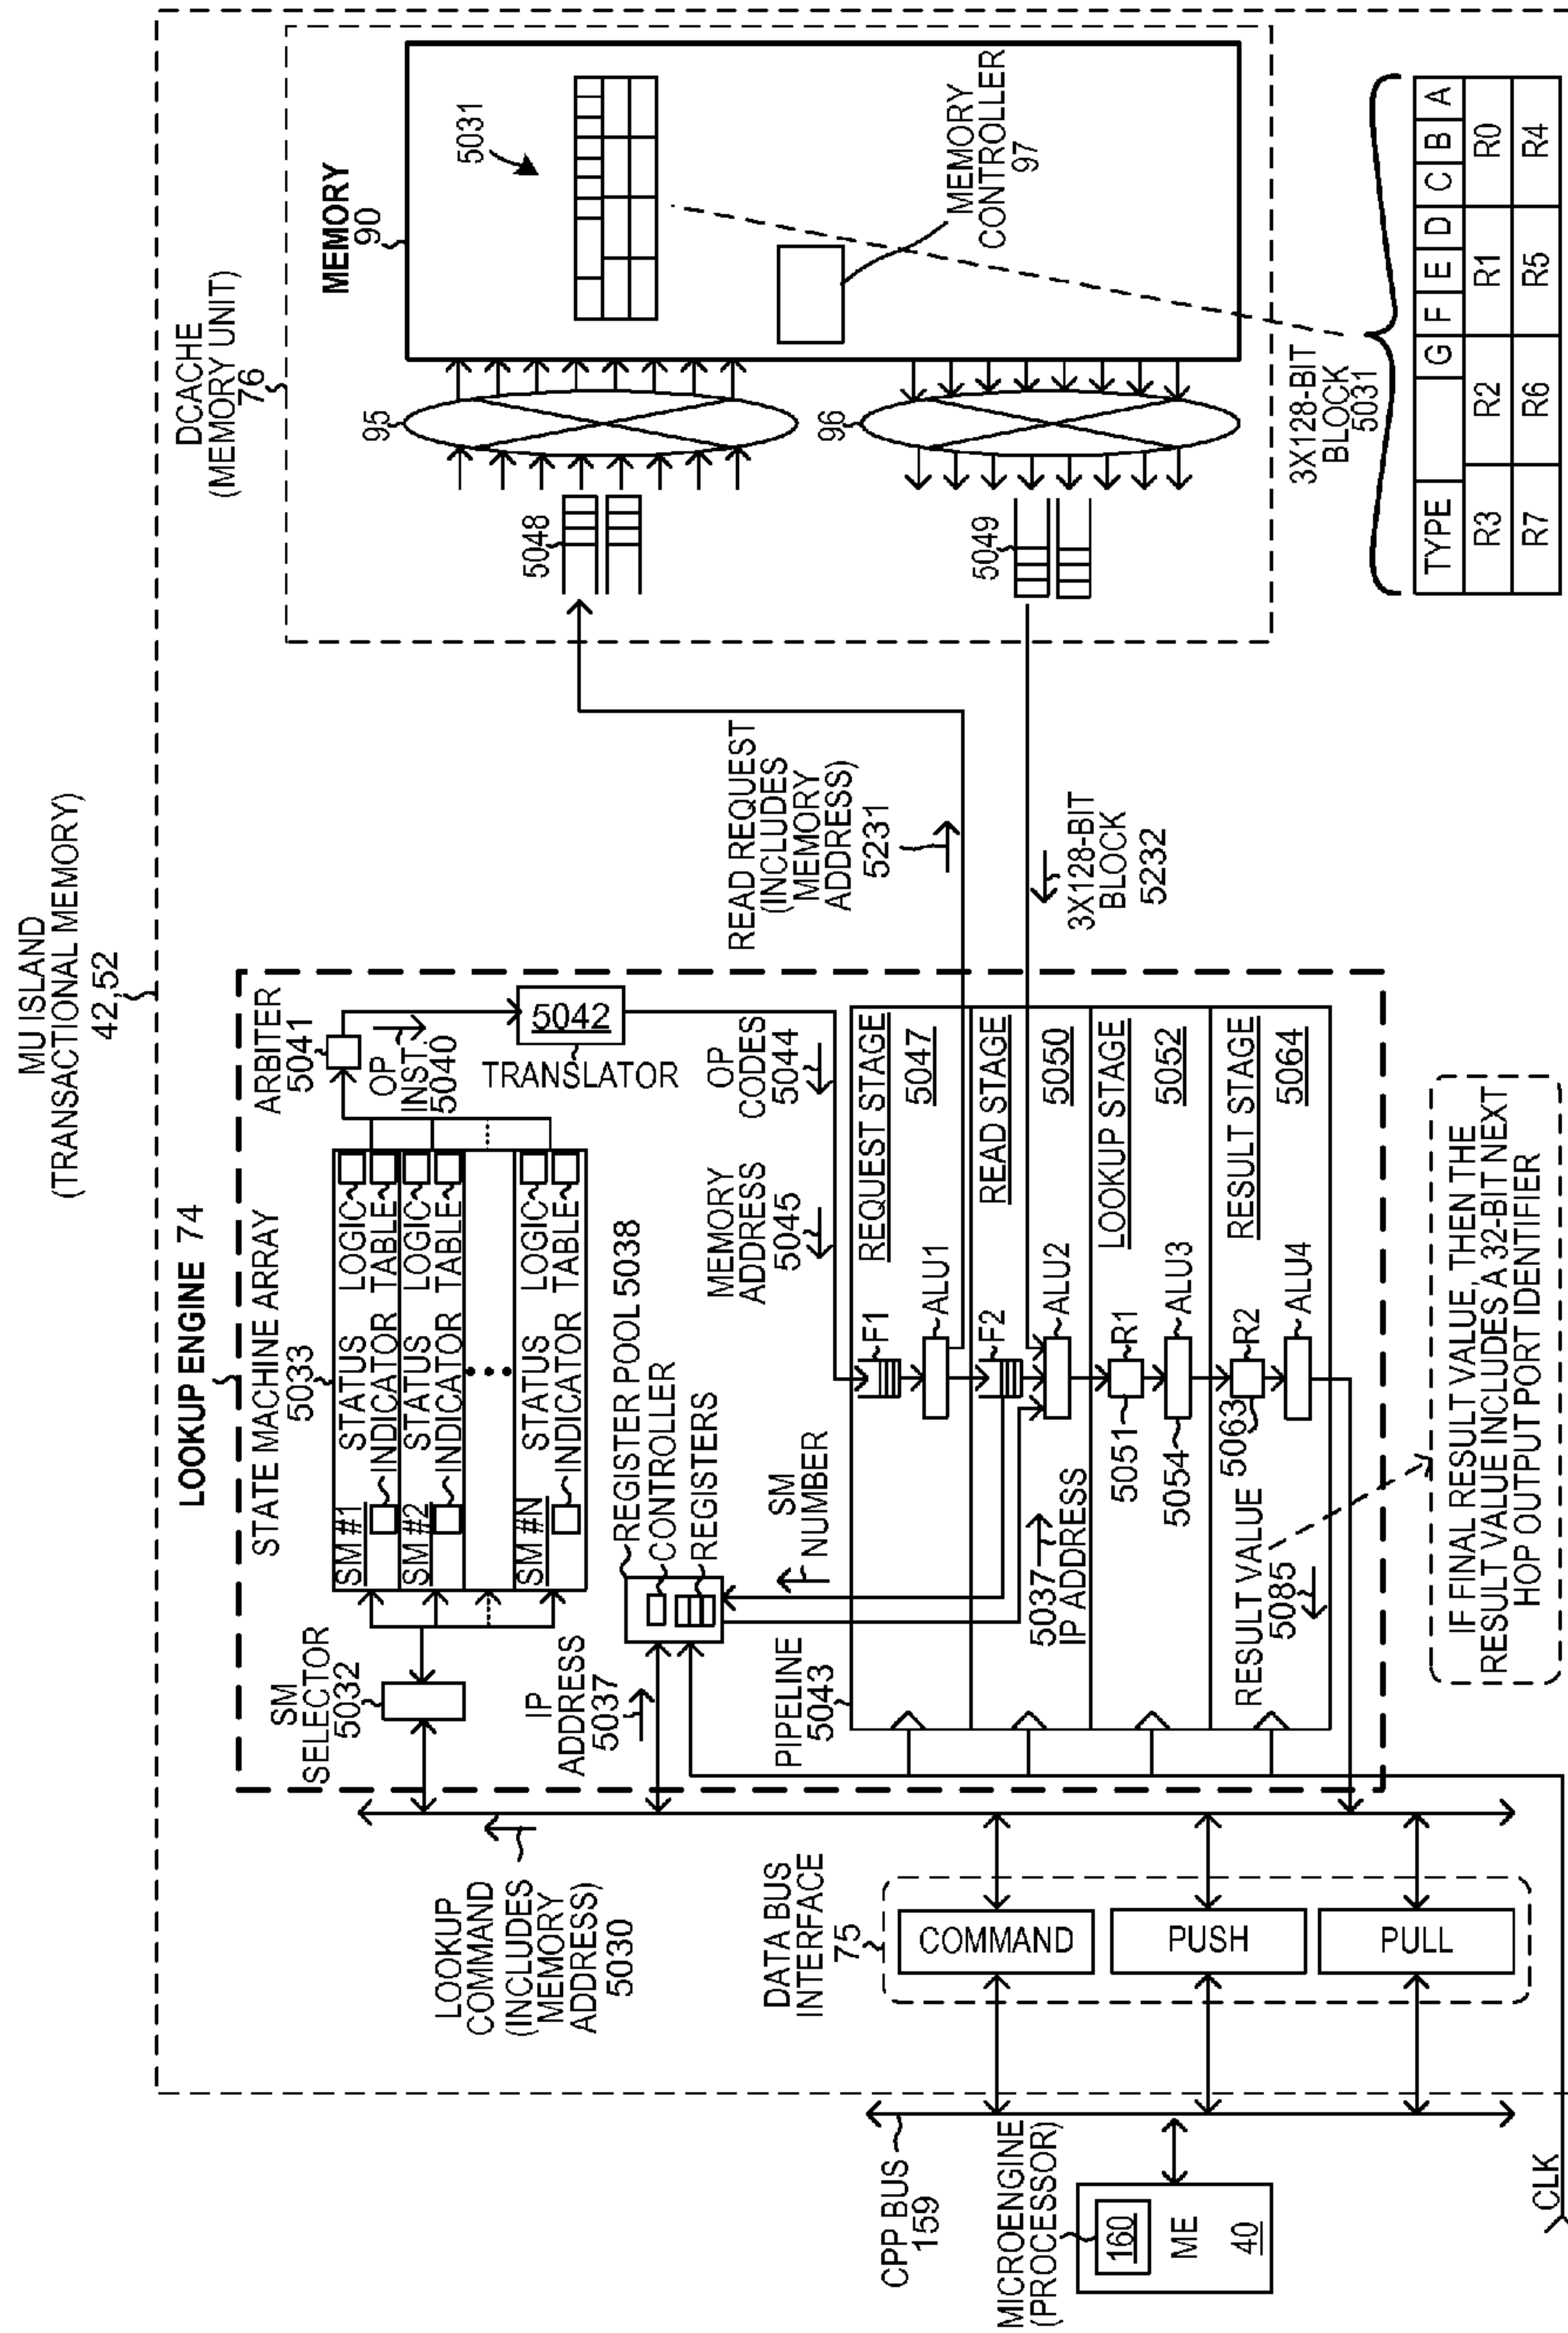 MU ISLAND
(TRANSACTIONAL MEMORY)
42,52
LOOKUP ENGINE 74
STATE MACHINE ARRAY
5033
SM
SELECTOR
5032
SM #1
STATUS
INDICATOR
LOGIC
TABLE
SM #2
STATUS
INDICATOR
LOGIC
TABLE
SM #N
STATUS
INDICATOR
LOGIC
TABLE
ARBITER
5041
OP
INST.
5040
5042
TRANSLATOR
LOOKUP
COMMAND
(INCLUDES
MEMORY
ADDRESS)
5030
IP
ADDRESS
5037
REGISTER POOL 5038
CONTROLLER
REGISTERS
SM
NUMBER
MEMORY
ADDRESS
5045
OP
CODES
5044
PIPELINE
5043
F1
REQUEST STAGE
ALU1
5047
F2
READ STAGE
5037
IP ADDRESS
ALU2
5050
5051
R1
LOOKUP STAGE
5054
ALU3
5052
5063
R2
RESULT STAGE
RESULT VALUE
5085
ALU4
5064
IF FINAL RESULT VALUE, THEN THE
RESULT VALUE INCLUDES A 32-BIT NEXT
HOP OUTPUT PORT IDENTIFIER
READ REQUEST
(INCLUDES
MEMORY
ADDRESS)
5231
3X128-BIT
BLOCK
5232
DCACHE
(MEMORY UNIT)
76
MEMORY
90
95
5048
5031
96
5049
MEMORY
CONTROLLER
97
3X128-BIT
BLOCK
5031
TYPE G F E D C B A
R3 R2 R1 R0
R7 R6 R5 R4
DATA BUS
INTERFACE
75
COMMAND
PUSH
PULL
CPP BUS
159
MICROENGINE
(PROCESSOR)
160
ME
40
CLK